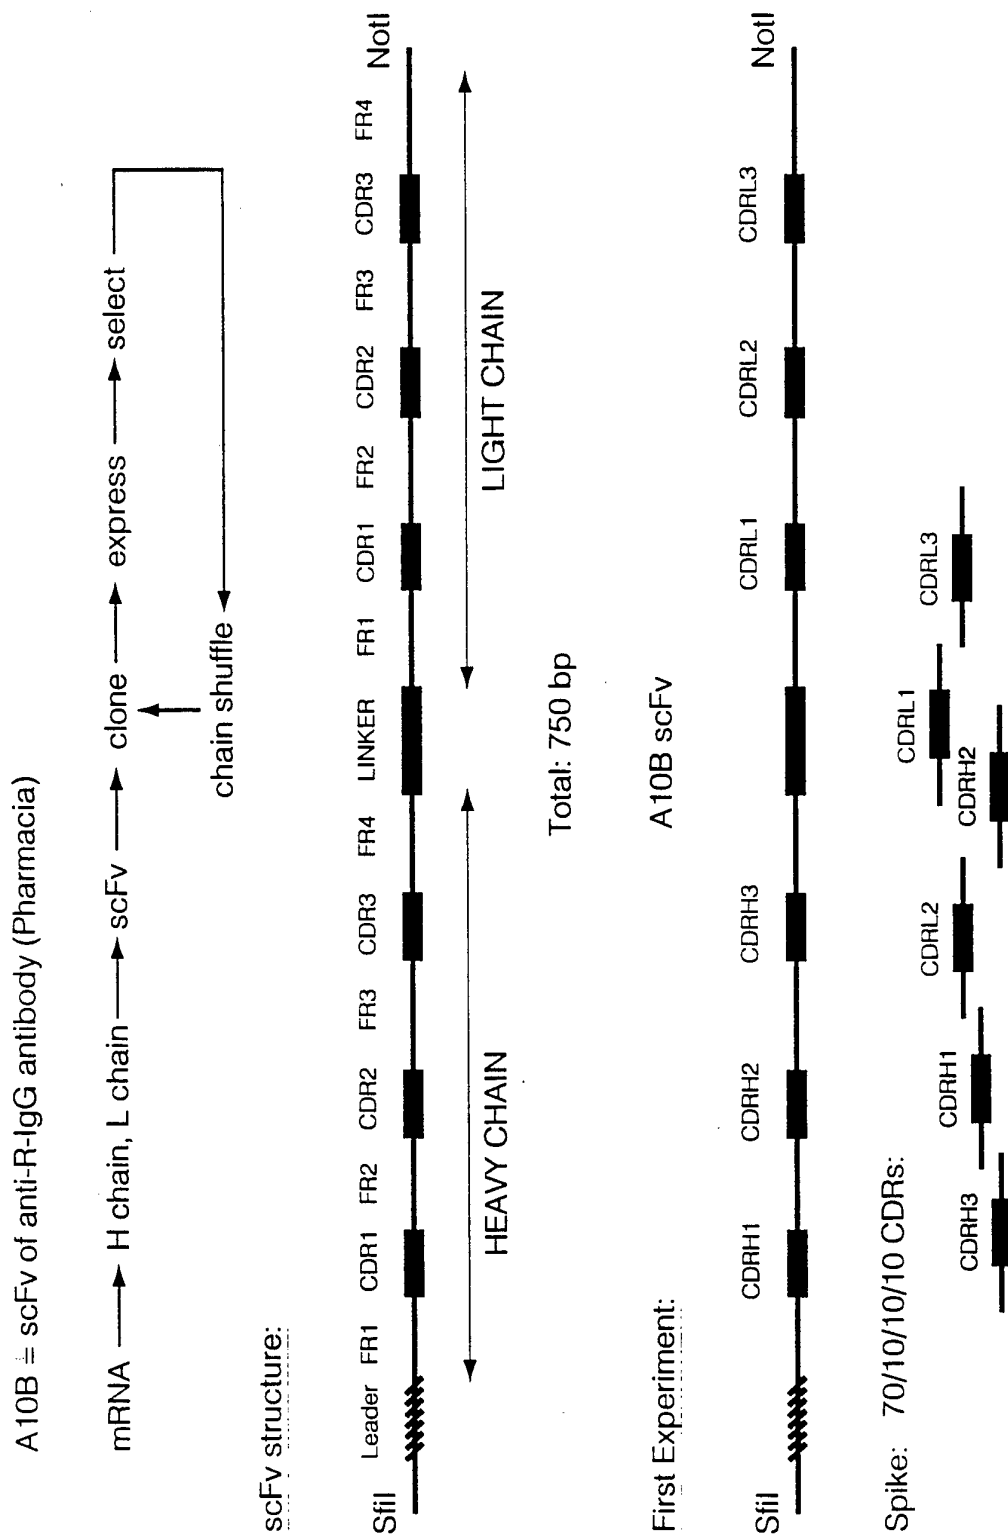 A10B = scFv of anti-R-IgG antibody (Pharmacia)
mRNA H chain, L chain scFv clone express select
chain shuffle
scFv structure:
SfiI Leader FR1 CDR1 FR2 CDR2 FR3 CDR3 FR4 LINKER FR1 CDR1 FR2 CDR2 FR3 CDR3 FR4 NotI
HEAVY CHAIN LIGHT CHAIN
Total: 750 bp
First Experiment: A10B scFv
SfiI CDRH1 CDRH2 CDRH3 CDRL1 CDRL2 CDRL3 NotI
Spike: 70/10/10/10 CDRs:
CDRH3 CDRH1 CDRL2 CDRH2 CDRL1 CDRL3